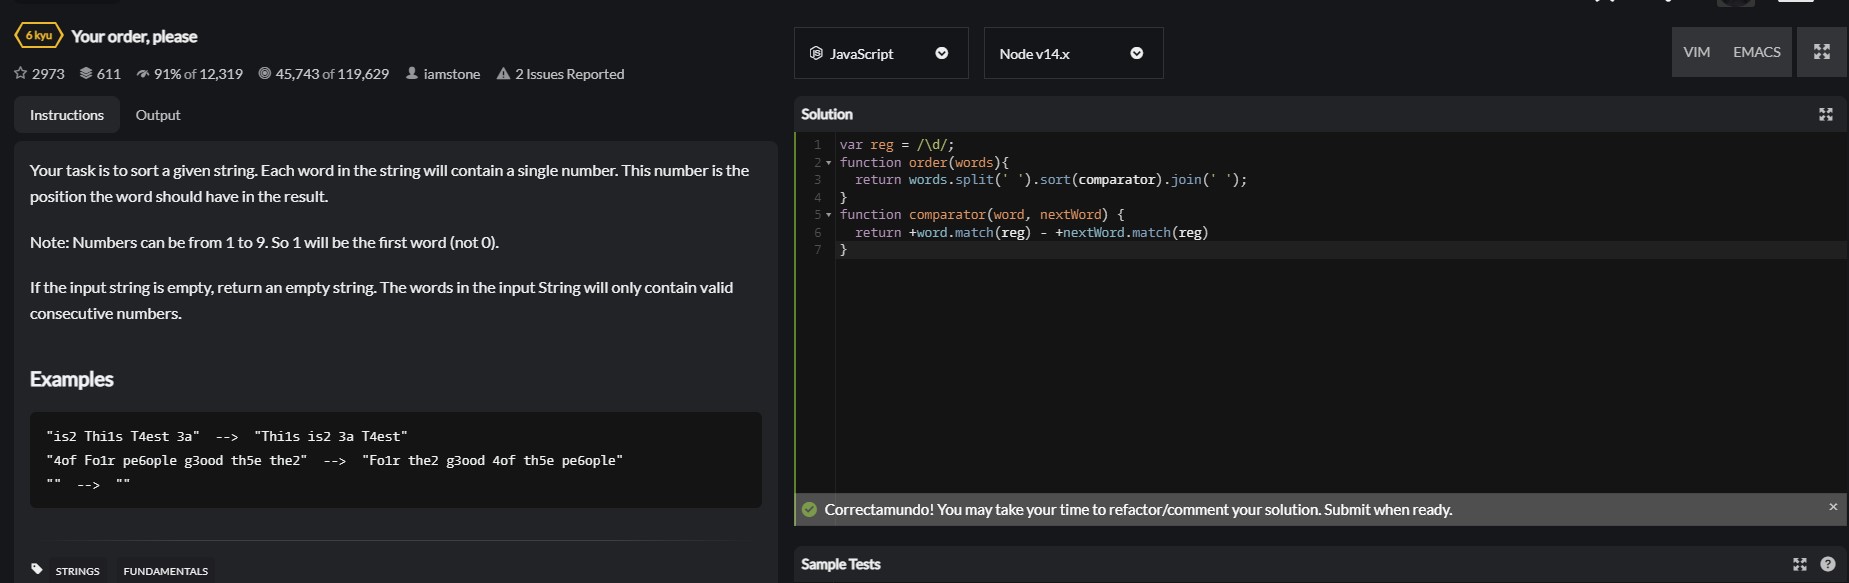 6 kyu Your order, please
2973 611 91% of 12,319 45,743 of 119,629 iamstone 2 Issues Reported
Instructions Output
Your task is to sort a given string. Each word in the string will contain a single number. This number is the
position the word should have in the result.
Note: Numbers can be from 1 to 9. So 1 will be the first word (not 0).
If the input string is empty, return an empty string. The words in the input String will only contain valid
consecutive numbers.
Examples
"is2 Thi1s T4est 3a" --> "Thi1s is2 3a T4est"
"4of Fo1r pe6ople g3ood th5e the2" --> "Fo1r the2 g3ood 4of th5e pe6ople"
"" --> ""
STRINGS FUNDAMENTALS
JavaScript Node v14.x VIM EMACS
Solution
1 var reg = /\d/;
2 function order(words){
3 return words.split(' ').sort(comparator).join(' ');
4 }
5 function comparator(word, nextWord) {
6 return +word.match(reg) - +nextWord.match(reg)
7 }
Correctamundo! You may take your time to refactor/comment your solution. Submit when ready. ×
Sample Tests ?